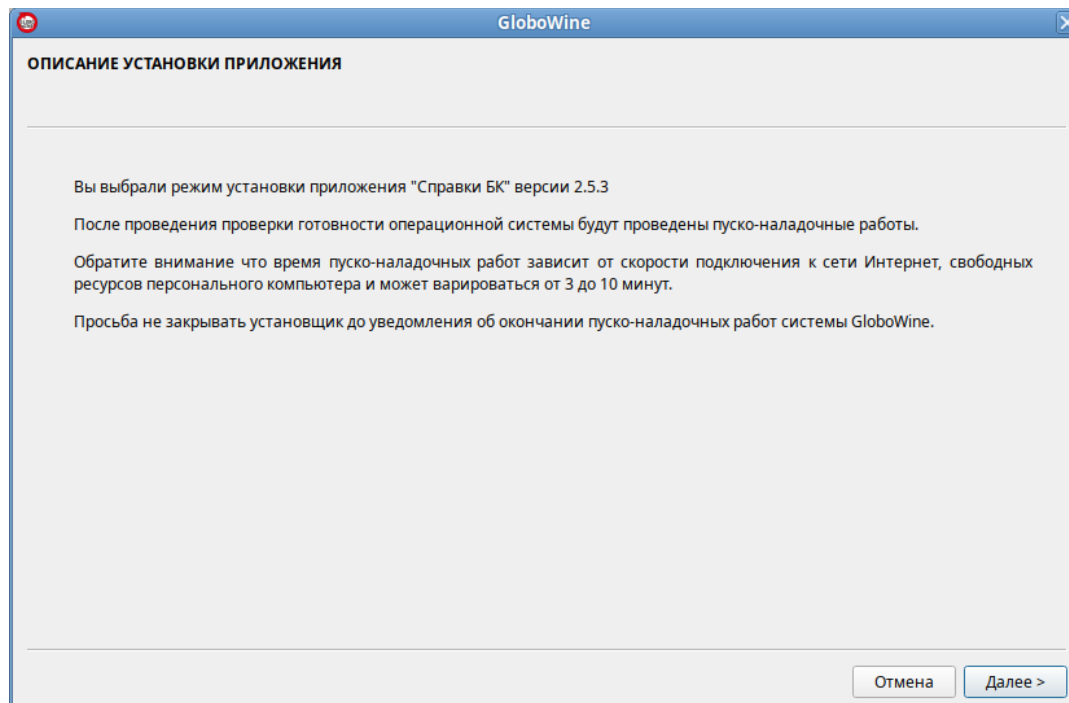 GloboWine
ОПИСАНИЕ УСТАНОВКИ ПРИЛОЖЕНИЯ
Вы выбрали режим установки приложения "Справки БК" версии 2.5.3
После проведения проверки готовности операционной системы будут проведены пуско-наладочные работы.
Обратите внимание что время пуско-наладочных работ зависит от скорости подключения к сети Интернет, свободных
ресурсов персонального компьютера и может варироваться от 3 до 10 минут.
Просьба не закрывать установщик до уведомления об окончании пуско-наладочных работ системы GloboWine.
Отмена
Далее >